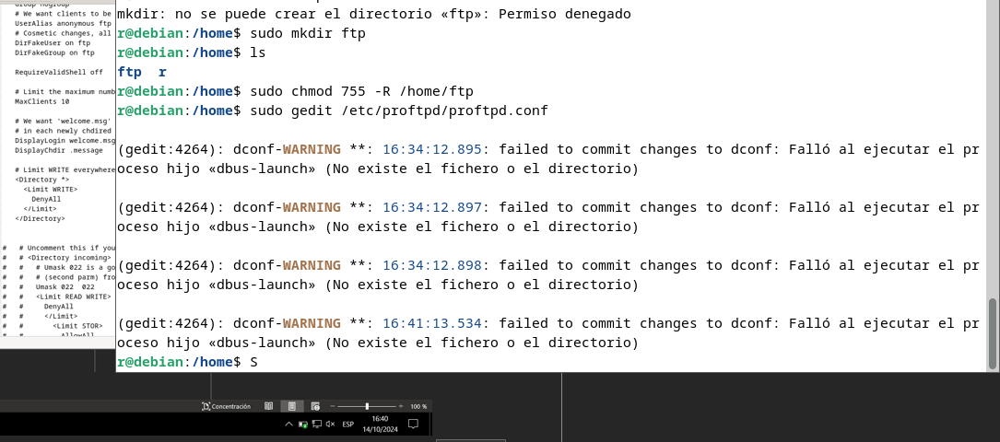 Group nogroup
# We want clients to be
UserAlias anonymous ftp
# Cosmetic changes, all
DirFakeUser on ftp
DirFakeGroup on ftp
RequireValidShell off
# Limit the maximum numb
MaxClients 10
# We want 'welcome.msg'
# in each newly chdired
DisplayLogin welcome.msg
DisplayChdir .message
# Limit WRITE everywhere
<Directory *>
<Limit WRITE>
DenyAll
</Limit>
</Directory>
# # Uncomment this if you
# # <Directory incoming>
# # # Umask 022 is a go
# # # (second parm) fro
# # Umask 022 022
# # <Limit READ WRITE>
# # DenyAll
# # </Limit>
# # <Limit STOR>
# # AllowAll
mkdir: no se puede crear el directorio «ftp»: Permiso denegado
r@debian:/home$ sudo mkdir ftp
r@debian:/home$ ls
ftp r
r@debian:/home$ sudo chmod 755 -R /home/ftp
r@debian:/home$ sudo gedit /etc/proftpd/proftpd.conf
(gedit:4264): dconf-WARNING **: 16:34:12.895: failed to commit changes to dconf: Falló al ejecutar el pr
oceso hijo «dbus-launch» (No existe el fichero o el directorio)
(gedit:4264): dconf-WARNING **: 16:34:12.897: failed to commit changes to dconf: Falló al ejecutar el pr
oceso hijo «dbus-launch» (No existe el fichero o el directorio)
(gedit:4264): dconf-WARNING **: 16:34:12.898: failed to commit changes to dconf: Falló al ejecutar el pr
oceso hijo «dbus-launch» (No existe el fichero o el directorio)
(gedit:4264): dconf-WARNING **: 16:41:13.534: failed to commit changes to dconf: Falló al ejecutar el pr
oceso hijo «dbus-launch» (No existe el fichero o el directorio)
r@debian:/home$ S
Concentración
100 %
ESP
16:40
14/10/2024